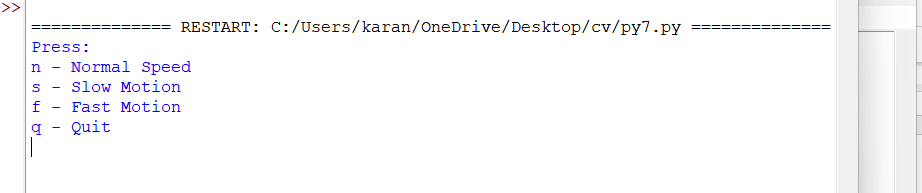 >>
============== RESTART: C:/Users/karan/OneDrive/Desktop/cv/py7.py ==============
Press:
n - Normal Speed
s - Slow Motion
f - Fast Motion
q - Quit